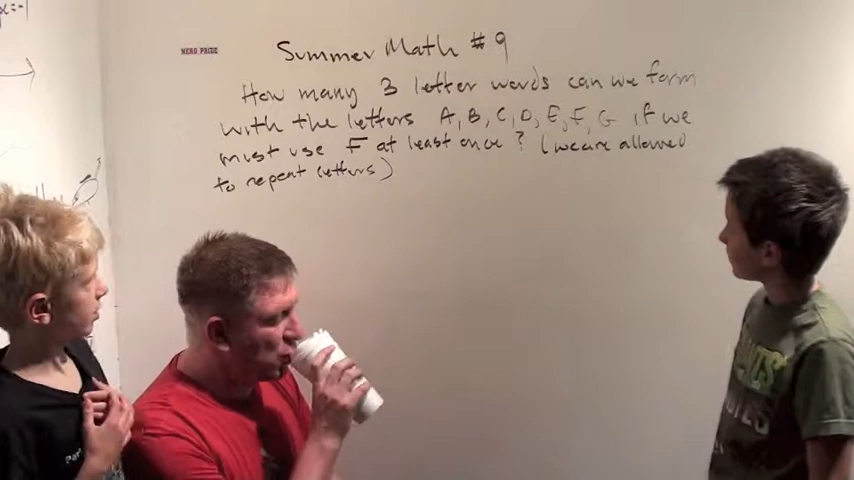 x=-1
NERD PRIDE
Summer Math #9
How many 3 letter words can we form
with the letters A, B, C, D, E, F, G if we
must use F at least once? (we are allowed
to repeat letters)